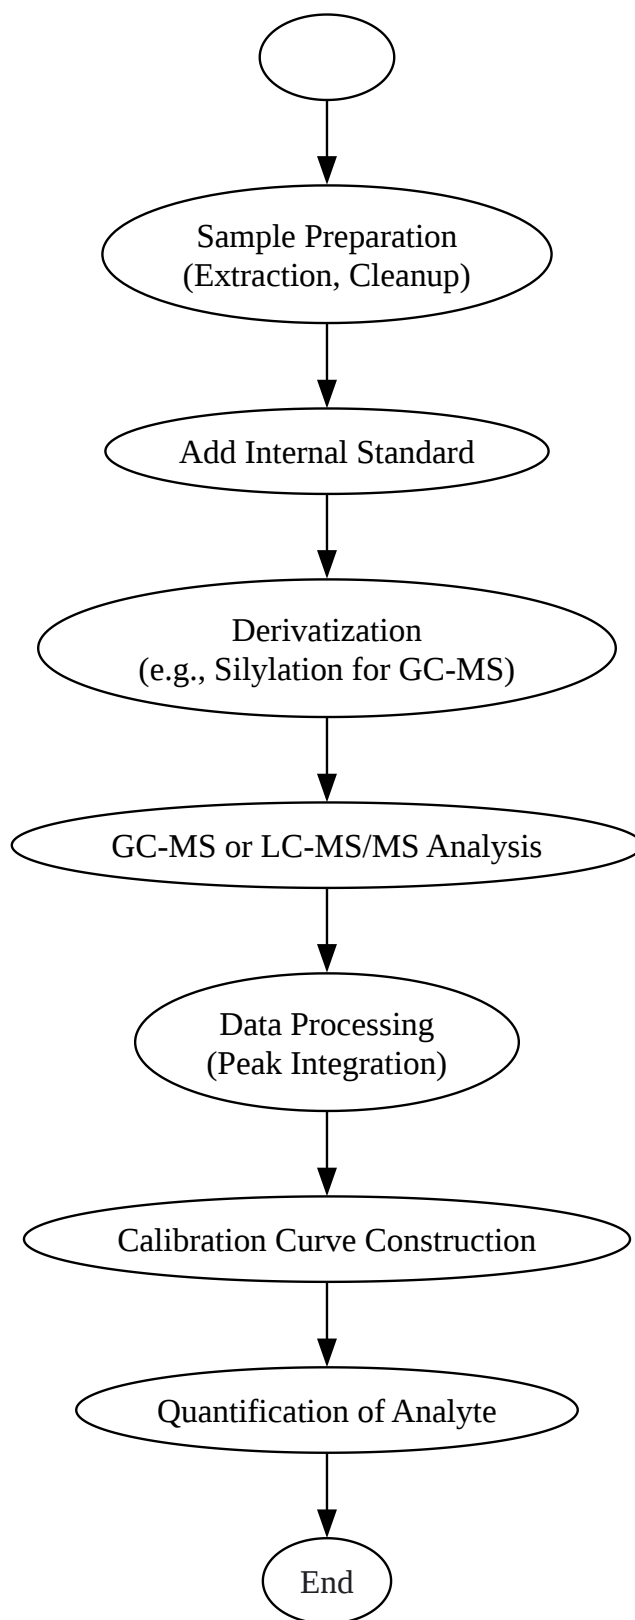 Sample Preparation
(Extraction, Cleanup)
Add Internal Standard
Derivatization
(e.g., Silylation for GC-MS)
GC-MS or LC-MS/MS Analysis
Data Processing
(Peak Integration)
Calibration Curve Construction
Quantification of Analyte
End